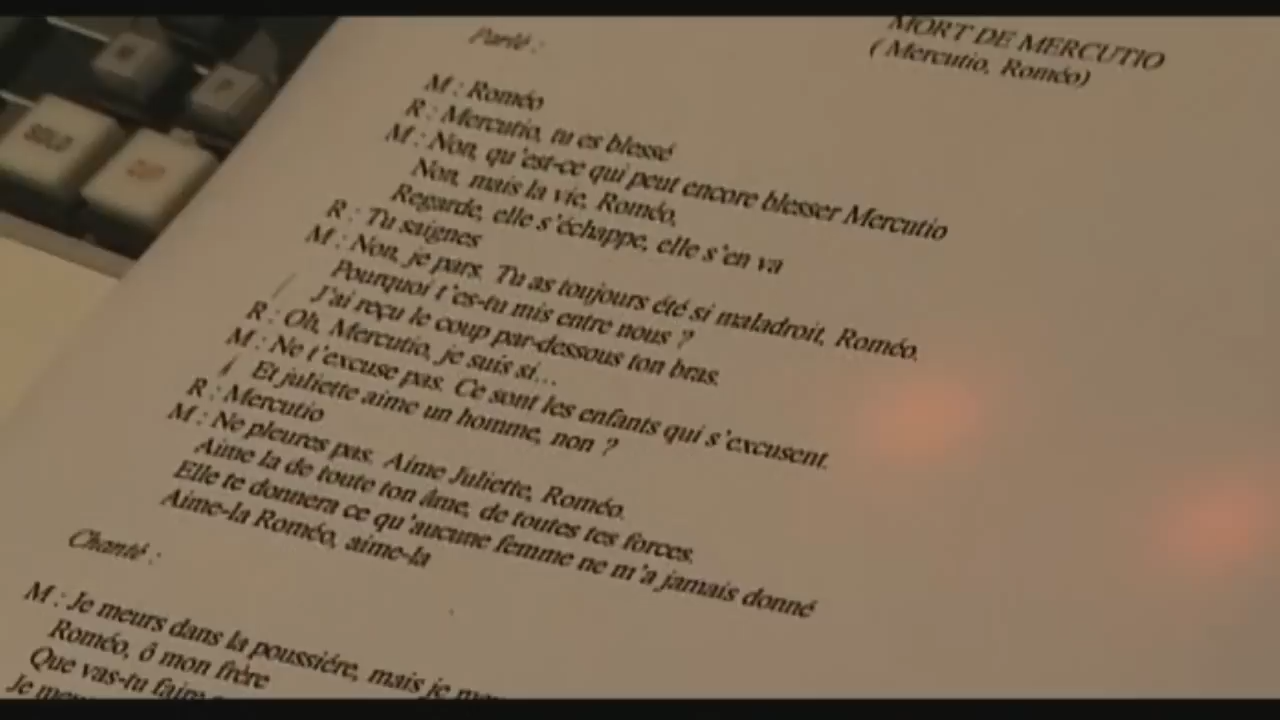 MORT DE MERCUTIO
( Mercutio, Roméo)
Parlé :
M : Roméo
R : Mercutio, tu es blessé
M : Non, qu'est-ce qui peut encore blesser Mercutio
Non, mais la vie, Roméo,
Regarde, elle s'échappe, elle s'en va
R : Tu saignes
M : Non, je pars. Tu as toujours été si maladroit, Roméo.
Pourquoi t'es-tu mis entre nous ?
J'ai reçu le coup par-dessous ton bras.
R : Oh, Mercutio, je suis si...
M : Ne t'excuse pas. Ce sont les enfants qui s'excusent.
Et juliette aime un homme, non ?
R : Mercutio
M : Ne pleures pas. Aime Juliette, Roméo.
Aime la de toute ton âme, de toutes tes forces.
Elle te donnera ce qu'aucune femme ne m'a jamais donné
Aime-la Roméo, aime-la
Chanté :
M : Je meurs dans la poussiére, mais je
Roméo, ô mon frère
Que vas-tu faire
Je
SOLO